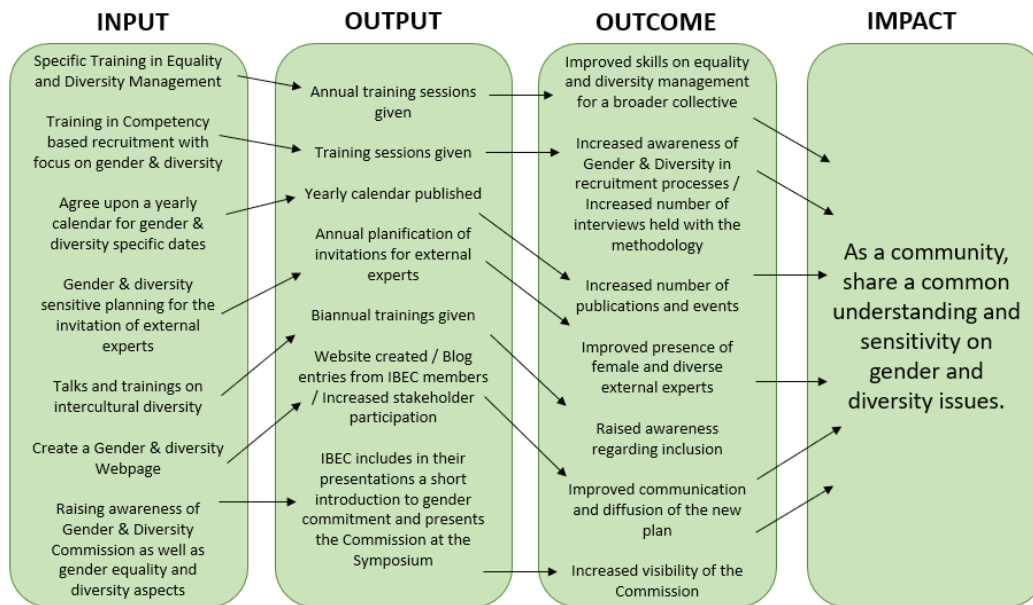 INPUT
OUTPUT
OUTCOME
IMPACT
Specific Training in Equality
and Diversity Management
Training in Competency
based recruitment with
focus on gender & diversity
Agree upon a yearly
calendar for gender &
diversity specific dates
Gender & diversity
sensitive planning for the
invitation of external
experts
Talks and trainings on
intercultural diversity
Create a Gender & diversity
Webpage
Raising awareness of
Gender & Diversity
Commission as well as
gender equality and
diversity aspects
Annual training sessions
given
Training sessions given
Yearly calendar published
Annual planification of
invitations for external
experts
Biannual trainings given
Website created / Blog
entries from IBEC members
/ Increased stakeholder
participation
IBEC includes in their
presentations a short
introduction to gender
commitment and presents
the Commission at the
Symposium
Improved skills on equality
and diversity management
for a broader collective
Increased awareness of
Gender & Diversity in
recruitment processes /
Increased number of
interviews held with the
methodology
Increased number of
publications and events
Improved presence of
female and diverse
external experts
Raised awareness
regarding inclusion
Improved communication
and diffusion of the new
plan
Increased visibility of the
Commission
As a community,
share a common
understanding and
sensitivity on
gender and
diversity issues.